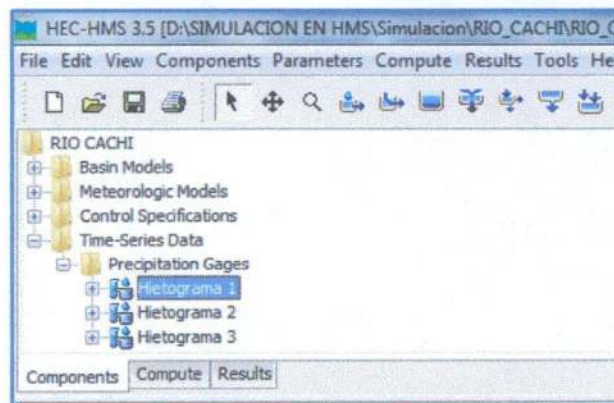 HEC-HMS 3.5 [D:\SIMULACION EN HMS\Simulacion\RIO_CACHI\RIO_C
File Edit View Components Parameters Compute Results Tools He
RIO CACHI
Basin Models
Meteorologic Models
Control Specifications
Time-Series Data
Precipitation Gages
Hietograma 1
Hietograma 2
Hietograma 3
Components Compute Results